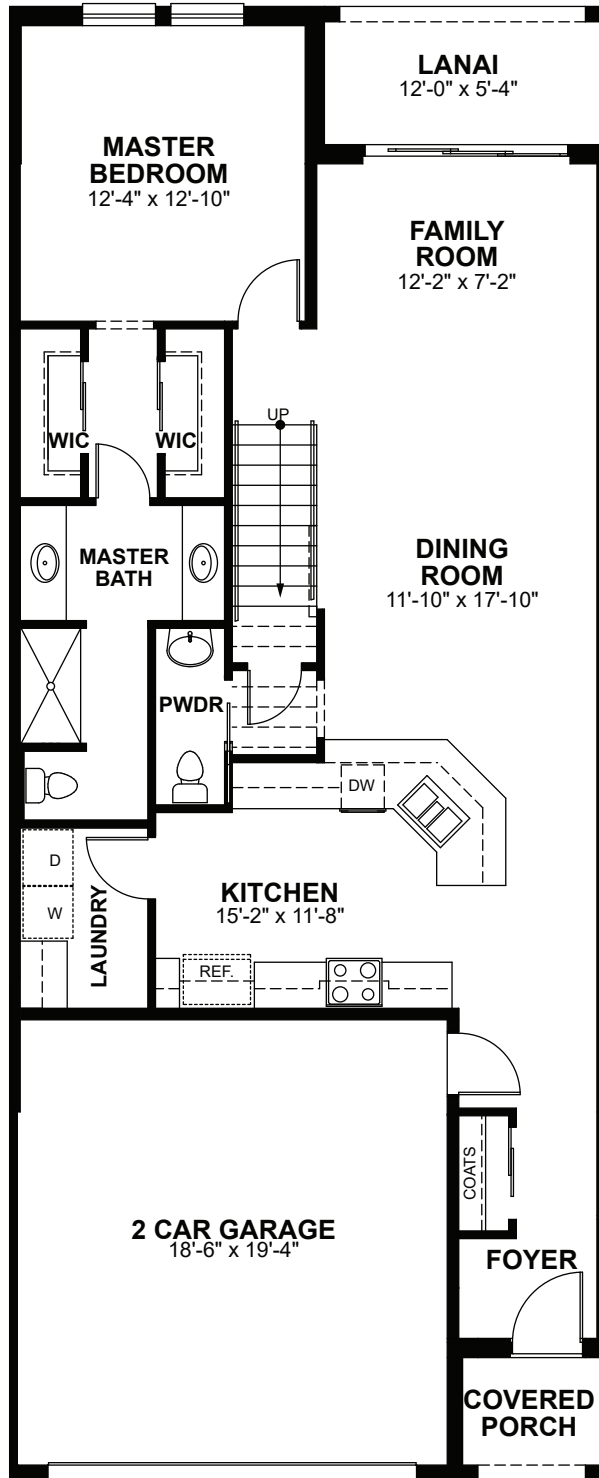 LANAI
12'-0" x 5'-4"
MASTER
BEDROOM
12'-4" x 12'-10"
FAMILY
ROOM
12'-2" x 7'-2"
UP
WIC
WIC
MASTER
BATH
DINING
ROOM
11'-10" x 17'-10"
PWDR
DW
D
W
LAUNDRY
KITCHEN
15'-2" x 11'-8"
REF.
COATS
2 CAR GARAGE
18'-6" x 19'-4"
FOYER
COVERED
PORCH